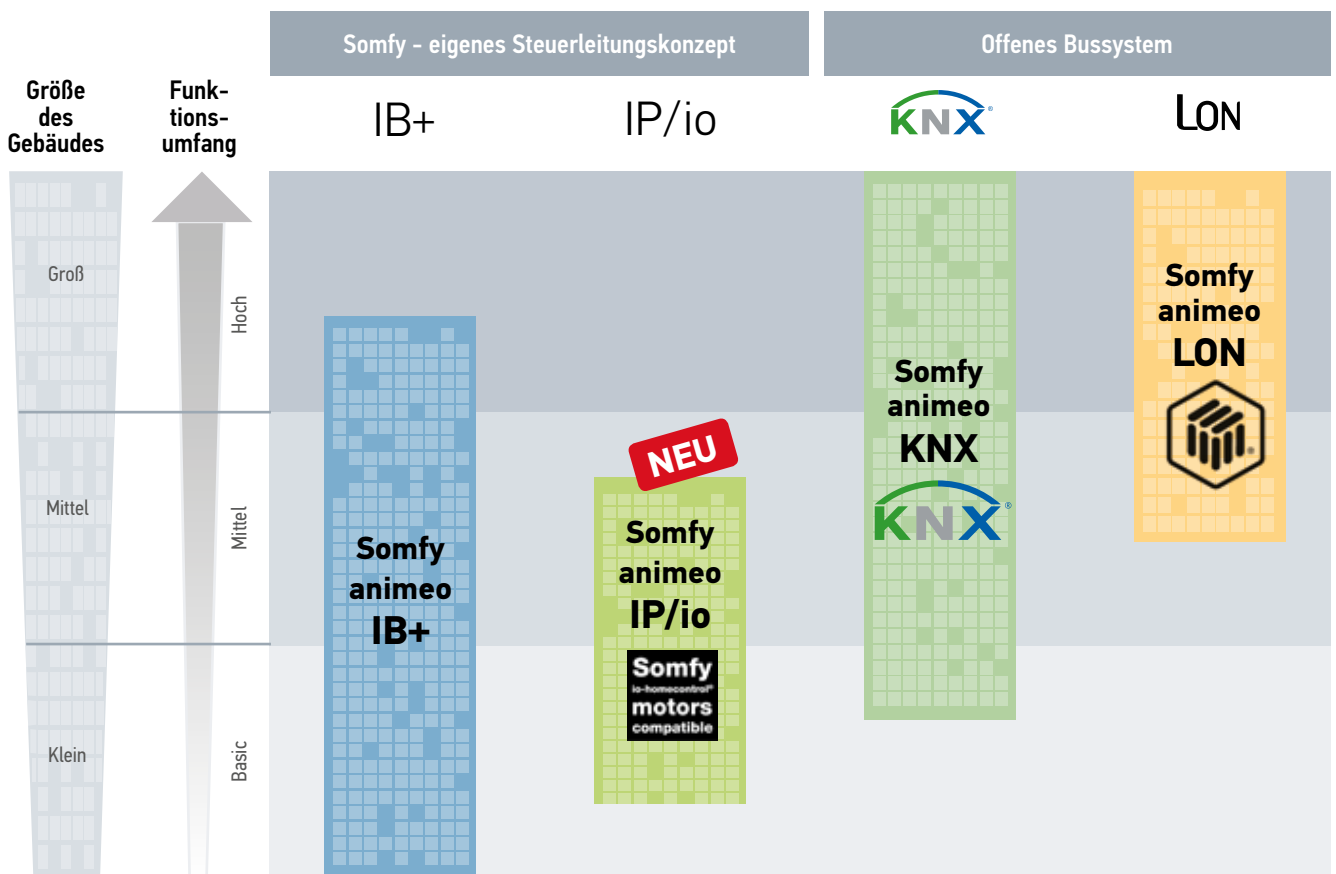 Somfy - eigenes Steuerleitungskonzept
Offenes Bussystem
Größe
des
Gebäudes
Funk-
tions-
umfang
IB+
IP/io
KNX®
LON
Groß
Mittel
Klein
Hoch
Mittel
Basic
Somfy
animeo
IB+
NEU
Somfy
animeo
IP/io
Somfy
io-homecontrol®
motors
compatible
Somfy
animeo
KNX
KNX®
Somfy
animeo
LON
®